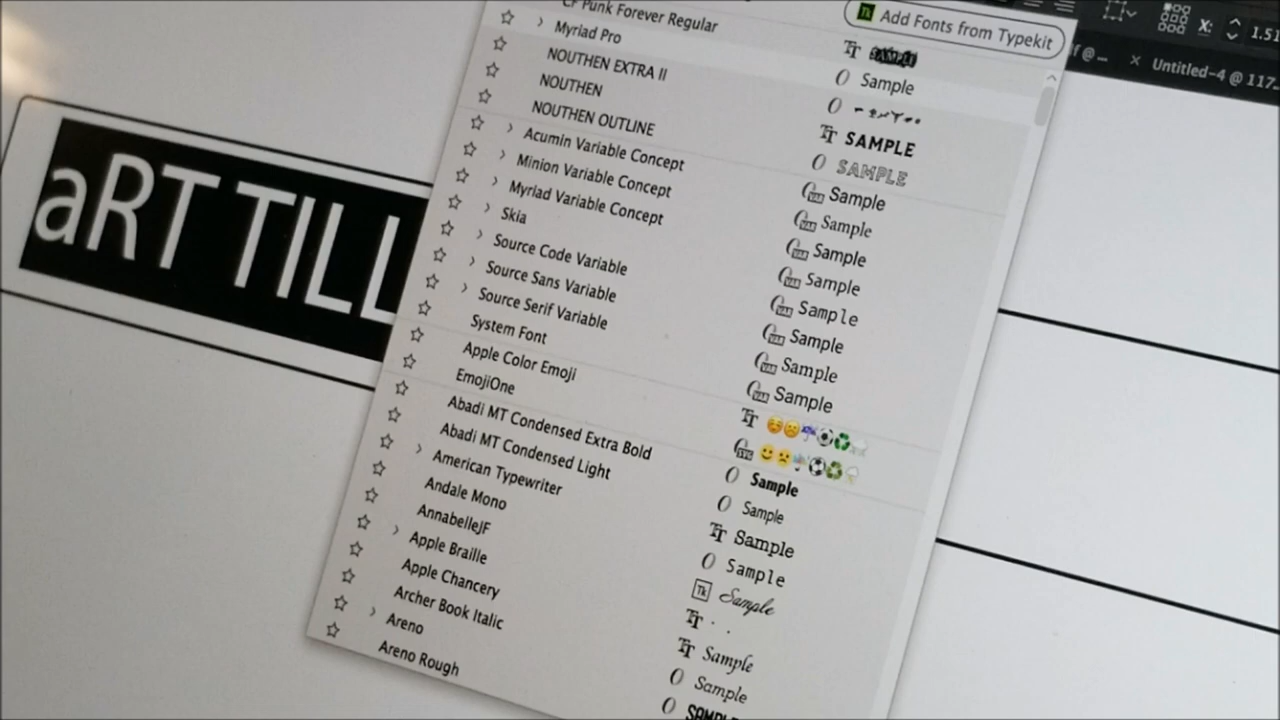 Add Fonts from Typekit
X: 1.51
Untitled-4 @ 117
aRT TILL
CF Punk Forever Regular SAMPLE
Myriad Pro Sample
NOUTHEN EXTRA II
NOUTHEN SAMPLE
NOUTHEN OUTLINE SAMPLE
Acumin Variable Concept Sample
Minion Variable Concept Sample
Myriad Variable Concept Sample
Skia Sample
Source Code Variable Sample
Source Sans Variable Sample
Source Serif Variable Sample
System Font Sample
Apple Color Emoji
EmojiOne
Abadi MT Condensed Extra Bold Sample
Abadi MT Condensed Light Sample
American Typewriter Sample
Andale Mono Sample
AnnabelleJF Sample
Apple Braille
Apple Chancery Sample
Archer Book Italic Sample
Areno SAMPLE
Areno Rough